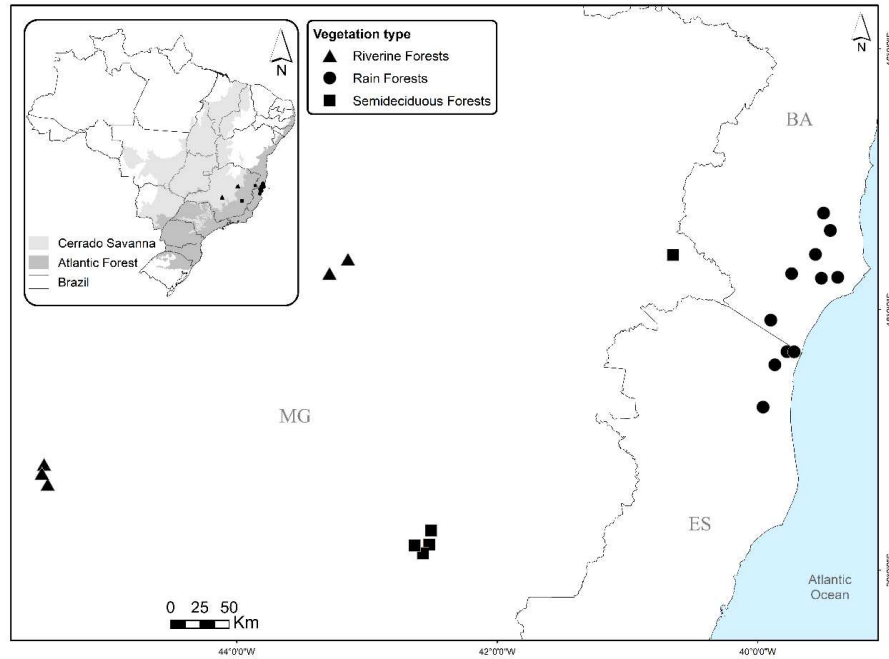 N
Cerrado Savanna
Atlantic Forest
Brazil
Vegetation type
Riverine Forests
Rain Forests
Semideciduous Forests
N
BA
MG
ES
Atlantic
Ocean
0 25 50
Km
44°0'0"W
42°0'0"W
40°0'0"W